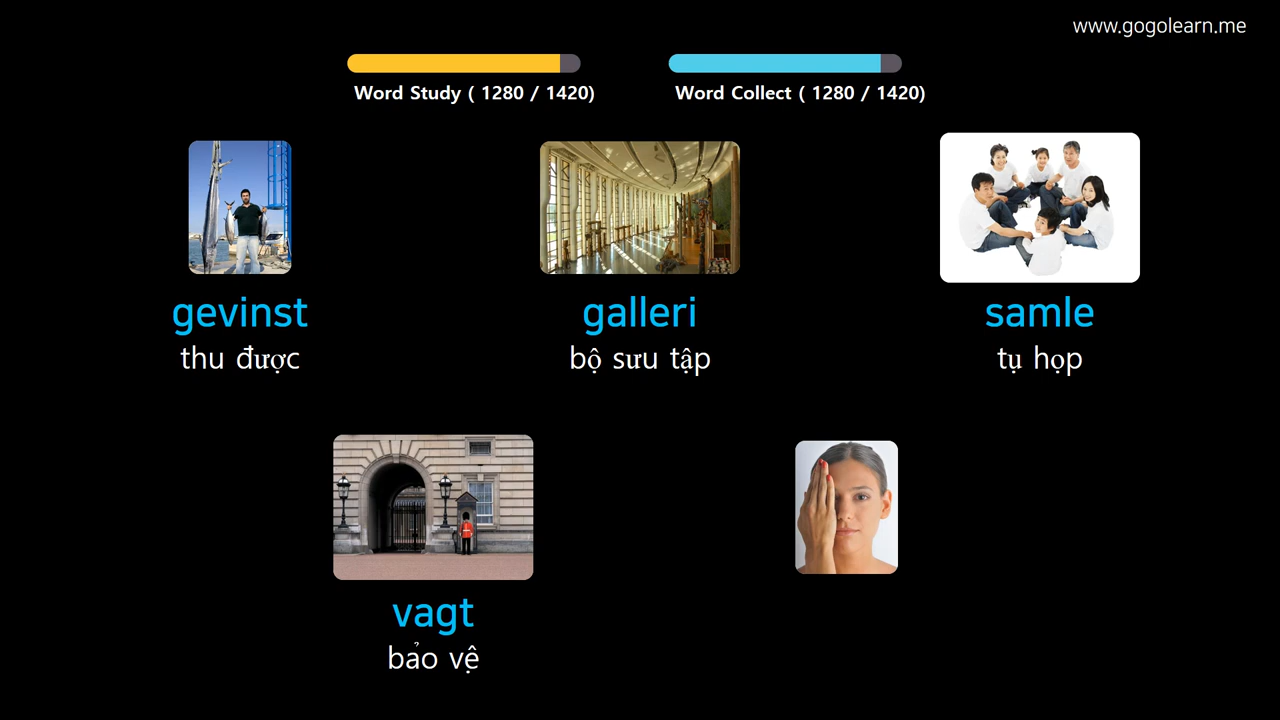 www.gogolearn.me
Word Study ( 1280 / 1420)
Word Collect ( 1280 / 1420)
gevinst
thu được
galleri
bộ sưu tập
samle
tụ họp
vagt
bảo vệ